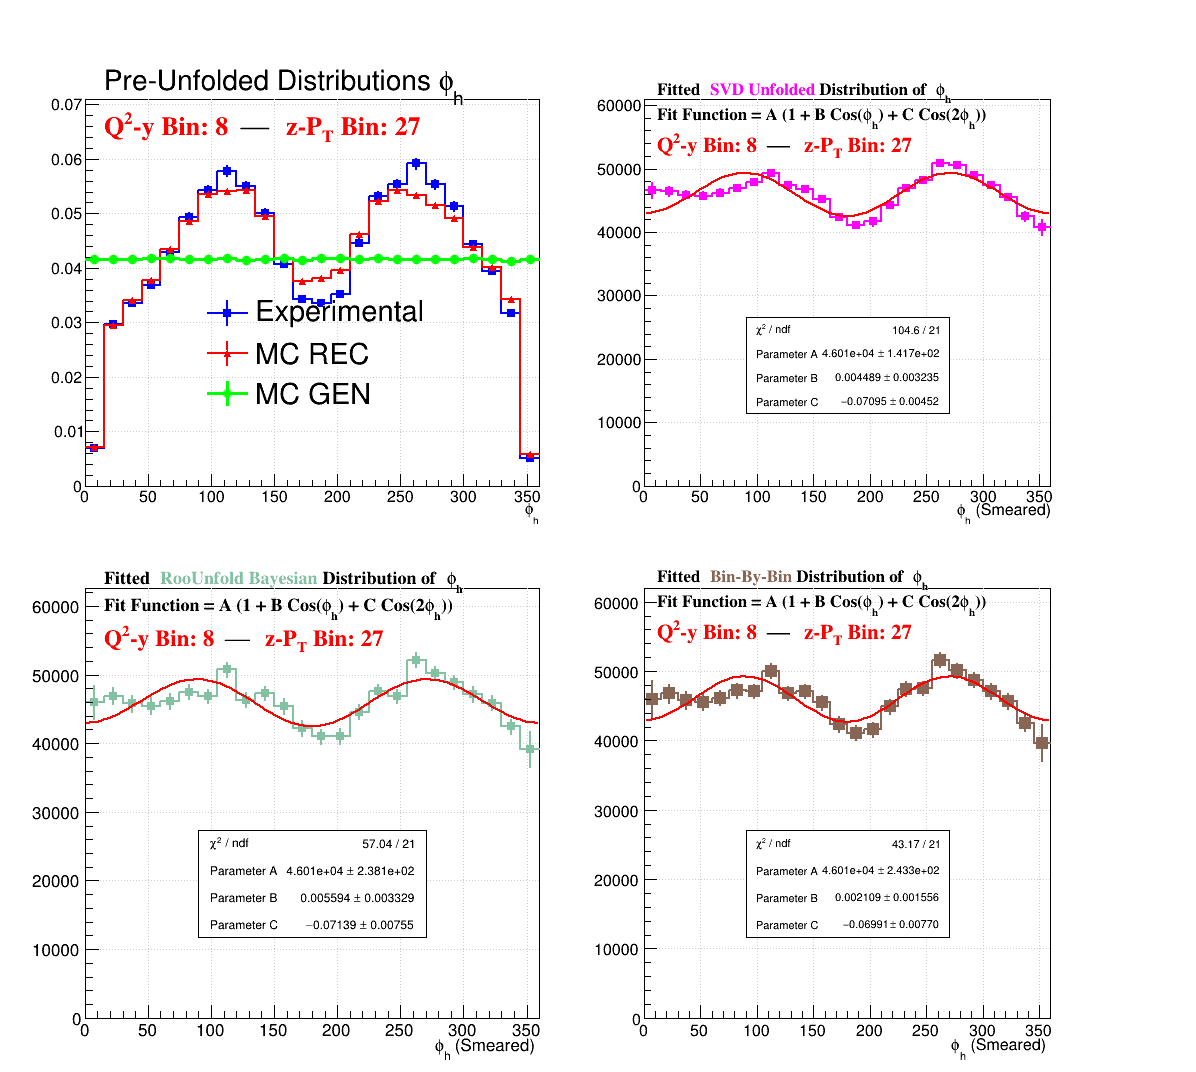 Pre-Unfolded Distributions ϕh
Q²-y Bin: 8 — z-PT Bin: 27
0.07
0.06
0.05
0.04
0.03
0.02
0.01
0
Experimental
MC REC
MC GEN
0 50 100 150 200 250 300 350
ϕh
Fitted SVD Unfolded Distribution of ϕh
Fit Function = A (1 + B Cos(ϕh) + C Cos(2ϕh))
Q²-y Bin: 8 — z-PT Bin: 27
60000
50000
40000
30000
20000
10000
0
χ² / ndf 104.6 / 21
Parameter A 4.601e+04 ± 1.417e+02
Parameter B 0.004489 ± 0.003235
Parameter C −0.07095 ± 0.00452
0 50 100 150 200 250 300 350
ϕh (Smeared)
Fitted RooUnfold Bayesian Distribution of ϕh
Fit Function = A (1 + B Cos(ϕh) + C Cos(2ϕh))
Q²-y Bin: 8 — z-PT Bin: 27
60000
50000
40000
30000
20000
10000
0
χ² / ndf 57.04 / 21
Parameter A 4.601e+04 ± 2.381e+02
Parameter B 0.005594 ± 0.003329
Parameter C −0.07139 ± 0.00755
0 50 100 150 200 250 300 350
ϕh (Smeared)
Fitted Bin-By-Bin Distribution of ϕh
Fit Function = A (1 + B Cos(ϕh) + C Cos(2ϕh))
Q²-y Bin: 8 — z-PT Bin: 27
60000
50000
40000
30000
20000
10000
0
χ² / ndf 43.17 / 21
Parameter A 4.601e+04 ± 2.433e+02
Parameter B 0.002109 ± 0.001556
Parameter C −0.06991 ± 0.00770
0 50 100 150 200 250 300 350
ϕh (Smeared)